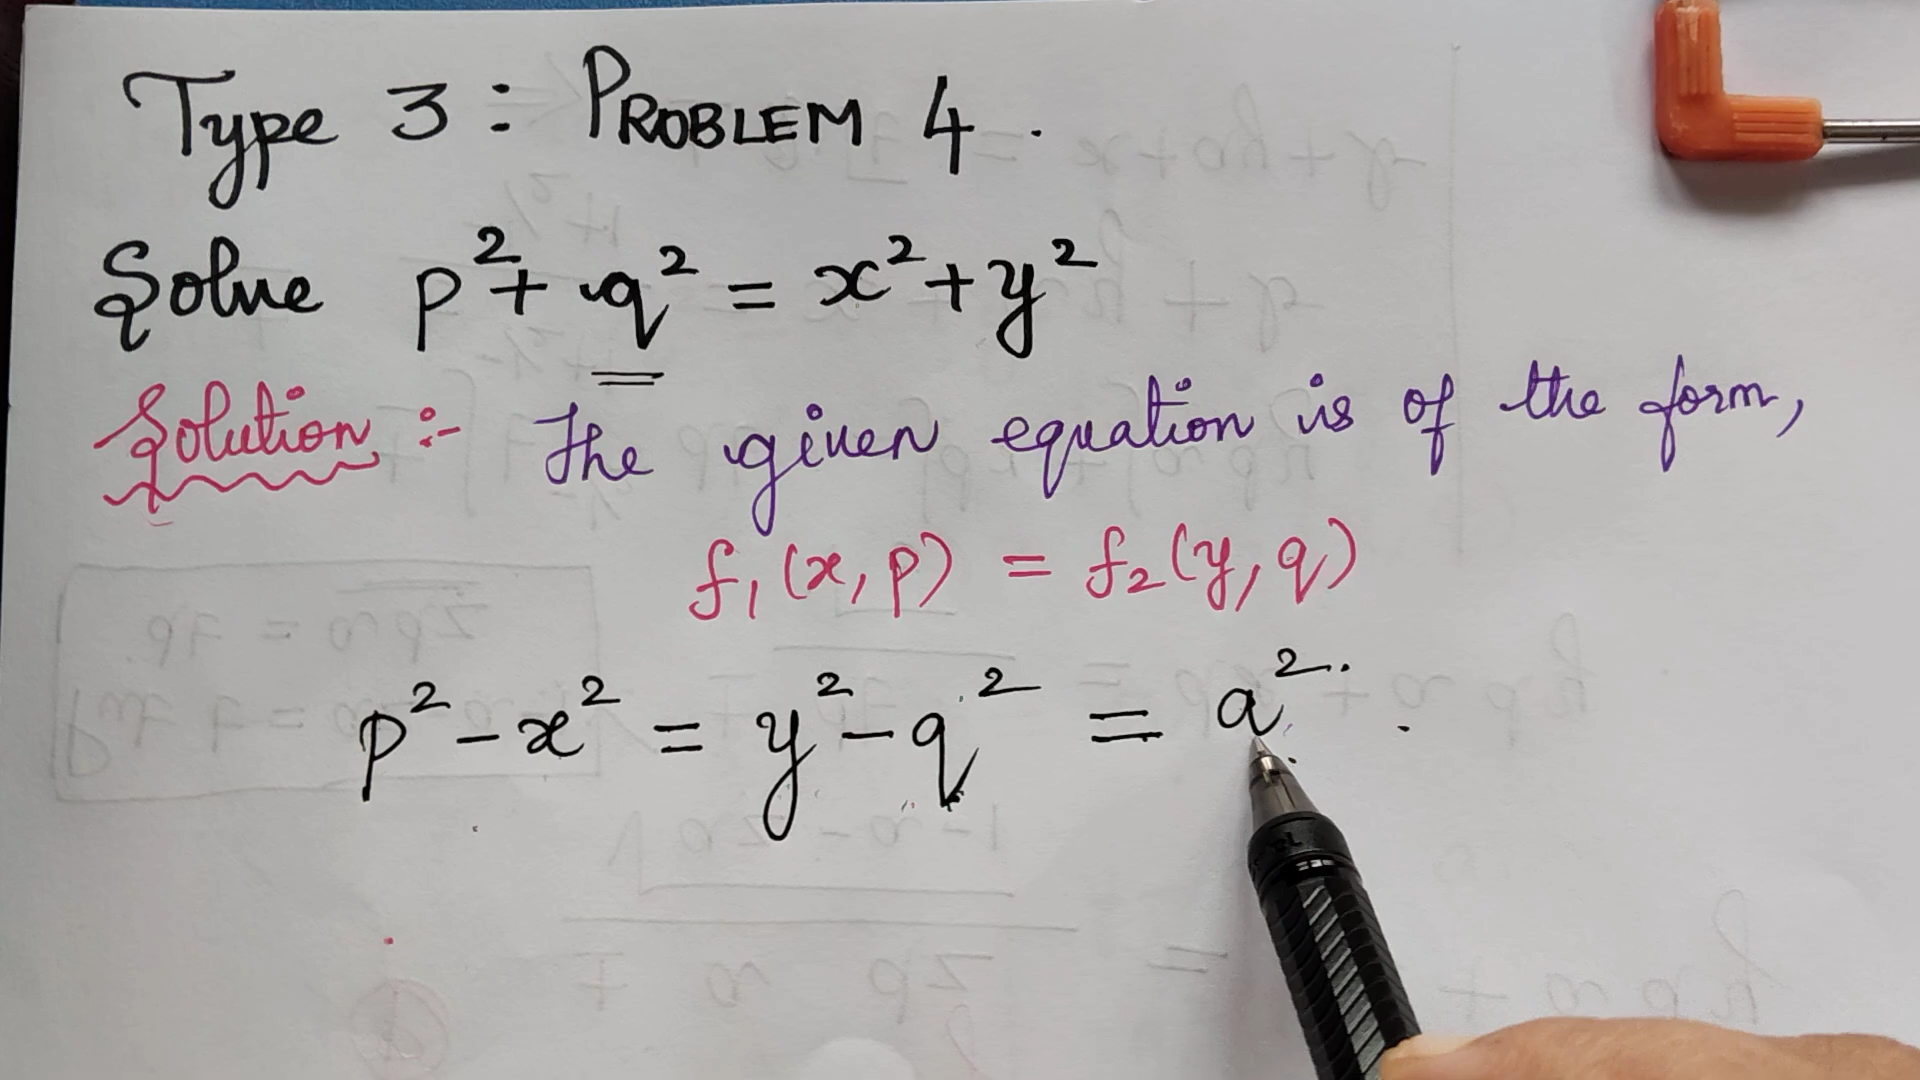 Type 3 : PROBLEM 4 .
Solve p² + q² = x² + y²
Solution :- The given equation is of the form,
f₁(x, p) = f₂(y, q)
p² - x² = y² - q² = a² .